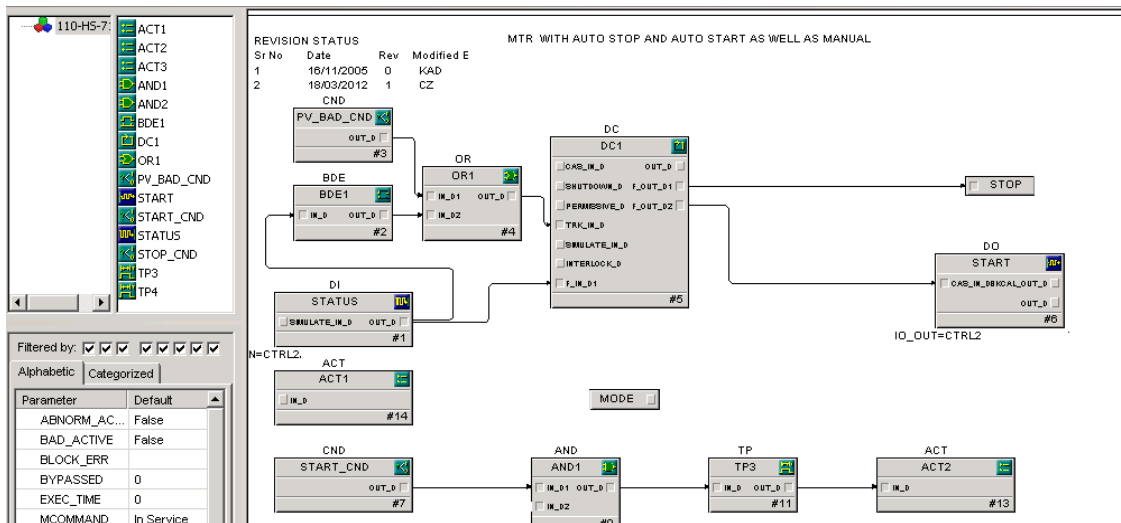 110-HS-7
ACT1
ACT2
ACT3
AND1
AND2
BDE1
DC1
OR1
PV_BAD_CND
START
START_CND
STATUS
STOP_CND
TP3
TP4
Filtered by:
Alphabetic Categorized
Parameter Default
ABNORM_AC... False
BAD_ACTIVE False
BLOCK_ERR
BYPASSED 0
EXEC_TIME 0
MCOMMAND In Service
REVISION STATUS
MTR WITH AUTO STOP AND AUTO START AS WELL AS MANUAL
Sr No Date Rev Modified E
1 16/11/2005 0 KAD
2 18/03/2012 1 CZ
CND
PV_BAD_CND
OUT_D
#3
BDE
BDE1
IN_D OUT_D
#2
OR
OR1
IN_D1 OUT_D
IN_D2
#4
DC
DC1
CAS_IN_D OUT_D
SHUTDOWN_D F_OUT_D1
PERMISSIVE_D F_OUT_D2
TRK_IN_D
SIMULATE_IN_D
INTERLOCK_D
F_IN_D1
#5
STOP
DO
START
CAS_IN_DBKCAL_OUT_D
OUT_D
#6
IO_OUT=CTRL2
DI
STATUS
SIMULATE_IN_D OUT_D
#1
N=CTRL2.
ACT
ACT1
IN_D
#14
MODE
CND
START_CND
OUT_D
#7
AND
AND1
IN_D1 OUT_D
IN_D2
TP
TP3
IN_D OUT_D
#11
ACT
ACT2
IN_D
#13